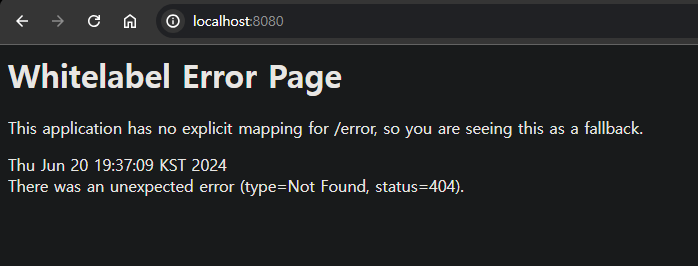 localhost:8080
Whitelabel Error Page
This application has no explicit mapping for /error, so you are seeing this as a fallback.
Thu Jun 20 19:37:09 KST 2024
There was an unexpected error (type=Not Found, status=404).